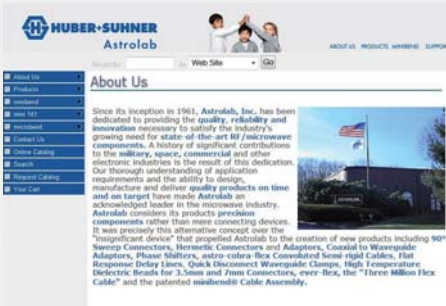 HUBER+SUHNER
Astrolab
ABOUT US PRODUCTS MINIBEND SUPPOR
Web Site
Go
About Us
Products
minibend
mini 141
microbend
Contact Us
Online Catalog
Search
Request Catalog
Your Cart
About Us
Since its inception in 1961, Astrolab, Inc. has been
dedicated to providing the quality, reliability and
innovation necessary to satisfy the industry's
growing need for state-of-the-art RF/microwave
components. A history of significant contributions
to the military, space, commercial and other
electronic industries is the result of this dedication.
Our thorough understanding of application
requirements and the ability to design,
manufacture and deliver quality products on time
and on target have made Astrolab an
acknowledged leader in the microwave industry.
Astrolab considers its products precision
components rather than mere connecting devices.
It was precisely this alternative concept over the
"insignificant device" that propelled Astrolab to the creation of new products including 90°
Sweep Connectors, Hermetic Connectors and Adaptors, Coaxial to Waveguide
Adaptors, Phase Shifters, astro-cobra-flex Convoluted Semi-rigid Cables, Flat
Response Delay Lines, Quick Disconnect Waveguide Clamps, High Temperature
Dielectric Beads for 3.5mm and 7mm Connectors, ever-flex, the "Three Million Flex
Cable" and the patented minibend® Cable Assembly.